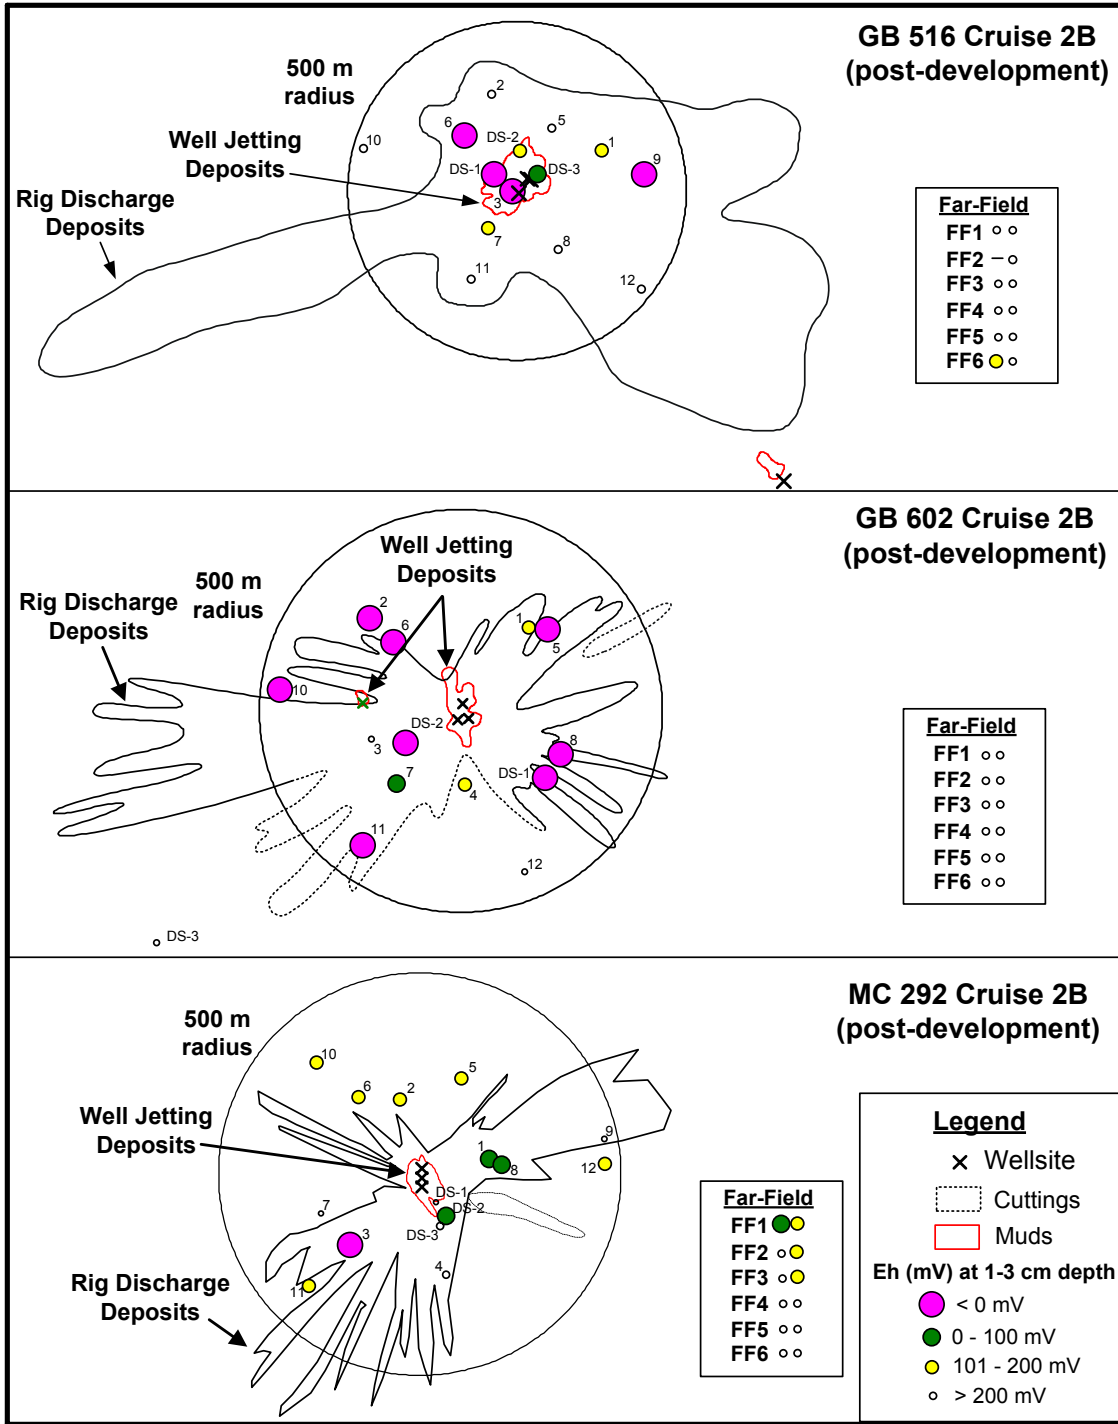 GB 516 Cruise 2B
(post-development)
500 m
radius
Well Jetting
Deposits
Rig Discharge
Deposits
2
6
5
DS-2
1
10
DS-1
DS-3
9
3
7
8
11
12
Far-Field
FF1
FF2 –
FF3
FF4
FF5
FF6
GB 602 Cruise 2B
(post-development)
Well Jetting
Deposits
500 m
radius
Rig Discharge
Deposits
2
6
1
5
10
DS-2
3
8
7
DS-1
4
11
12
DS-3
Far-Field
FF1
FF2
FF3
FF4
FF5
FF6
MC 292 Cruise 2B
(post-development)
500 m
radius
10
5
6
2
Well Jetting
Deposits
9
1
8
12
DS-1
7
DS-2
DS-3
3
4
11
Rig Discharge
Deposits
Far-Field
FF1
FF2
FF3
FF4
FF5
FF6
Legend
Wellsite
Cuttings
Muds
Eh (mV) at 1-3 cm depth
< 0 mV
0 - 100 mV
101 - 200 mV
> 200 mV